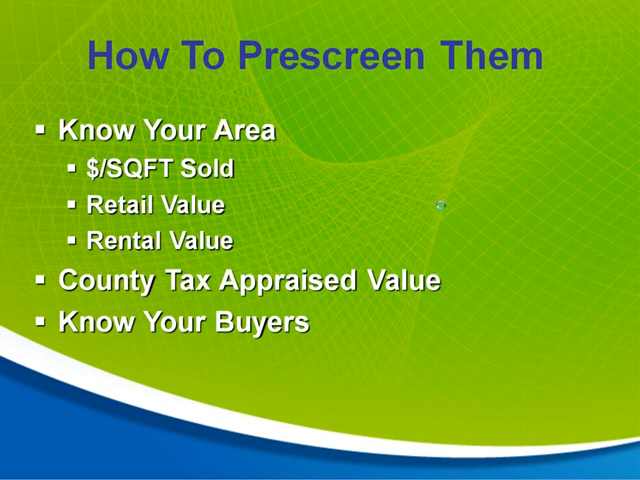 How To Prescreen Them
▪ Know Your Area
▪ $/SQFT Sold
▪ Retail Value
▪ Rental Value
▪ County Tax Appraised Value
▪ Know Your Buyers